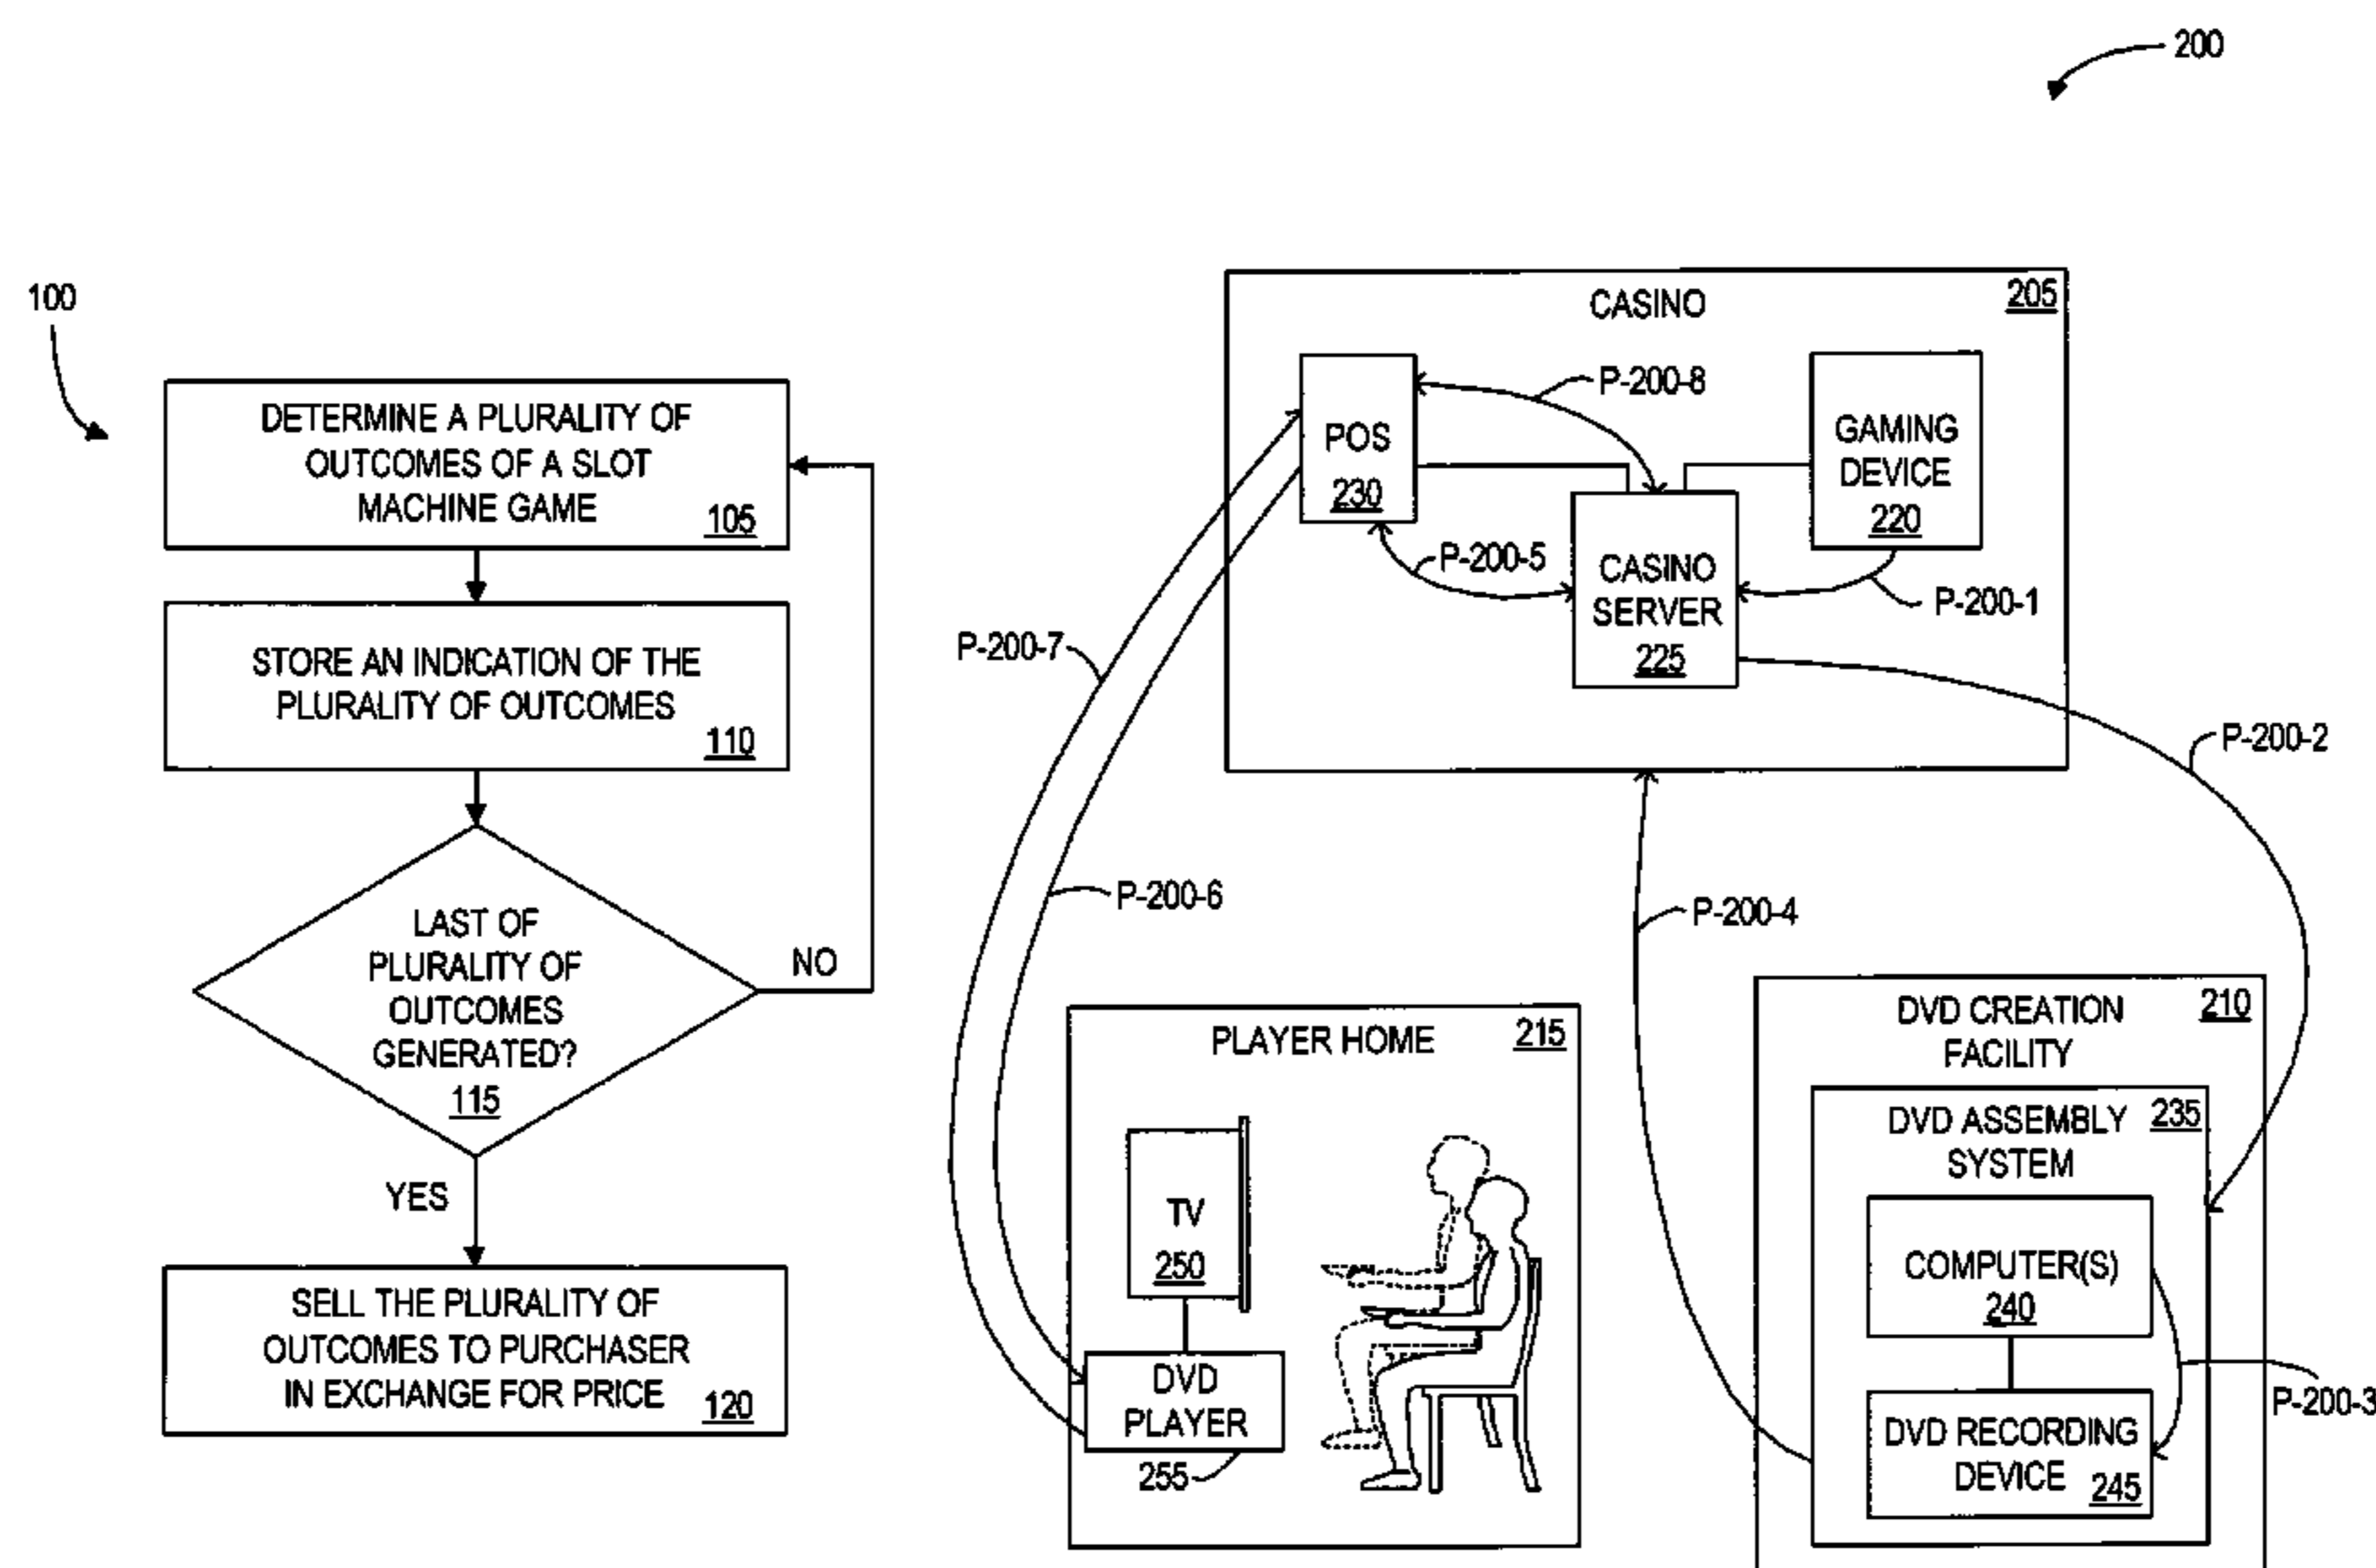 100
DETERMINE A PLURALITY OF
OUTCOMES OF A SLOT
MACHINE GAME
105
STORE AN INDICATION OF THE
PLURALITY OF OUTCOMES
110
LAST OF
PLURALITY OF
OUTCOMES
GENERATED?
115
NO
YES
SELL THE PLURALITY OF
OUTCOMES TO PURCHASER
IN EXCHANGE FOR PRICE
120
200
CASINO
205
POS
230
P-200-8
GAMING
DEVICE
220
P-200-5
CASINO
SERVER
225
P-200-1
P-200-7
P-200-2
P-200-6
P-200-4
PLAYER HOME
215
TV
250
DVD
PLAYER
255
DVD CREATION
FACILITY
210
DVD ASSEMBLY
SYSTEM
235
COMPUTER(S)
240
P-200-3
DVD RECORDING
DEVICE
245